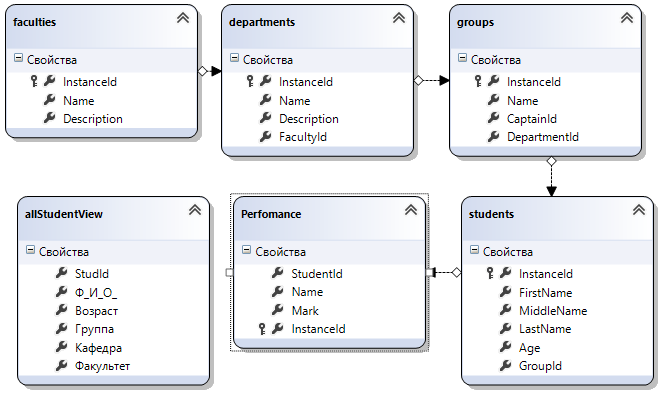 faculties
Свойства
InstanceId
Name
Description
departments
Свойства
InstanceId
Name
Description
FacultyId
groups
Свойства
InstanceId
Name
CaptainId
DepartmentId
allStudentView
Свойства
StudId
Ф_И_О_
Возраст
Группа
Кафедра
Факультет
Perfomance
Свойства
StudentId
Name
Mark
InstanceId
students
Свойства
InstanceId
FirstName
MiddleName
LastName
Age
GroupId